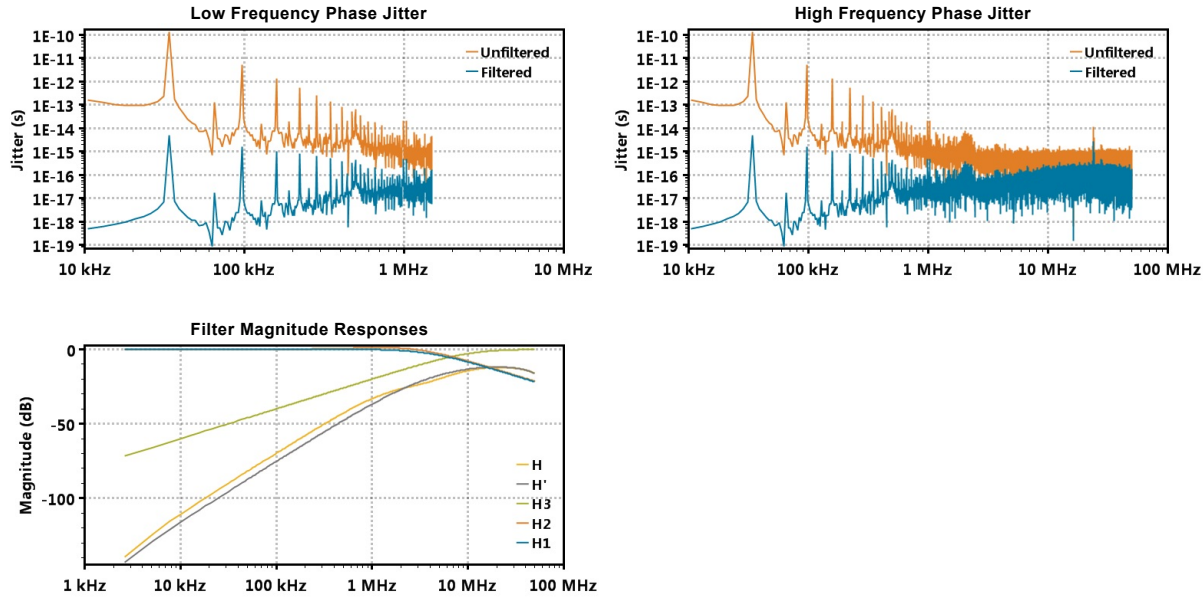 Low Frequency Phase Jitter
Jitter (s)
1E-10
1E-11
1E-12
1E-13
1E-14
1E-15
1E-16
1E-17
1E-18
1E-19
Unfiltered
Filtered
10 kHz 100 kHz 1 MHz 10 MHz
High Frequency Phase Jitter
Jitter (s)
1E-10
1E-11
1E-12
1E-13
1E-14
1E-15
1E-16
1E-17
1E-18
1E-19
Unfiltered
Filtered
10 kHz 100 kHz 1 MHz 10 MHz 100 MHz
Filter Magnitude Responses
Magnitude (dB)
0
-50
-100
H
H'
H3
H2
H1
1 kHz 10 kHz 100 kHz 1 MHz 10 MHz 100 MHz